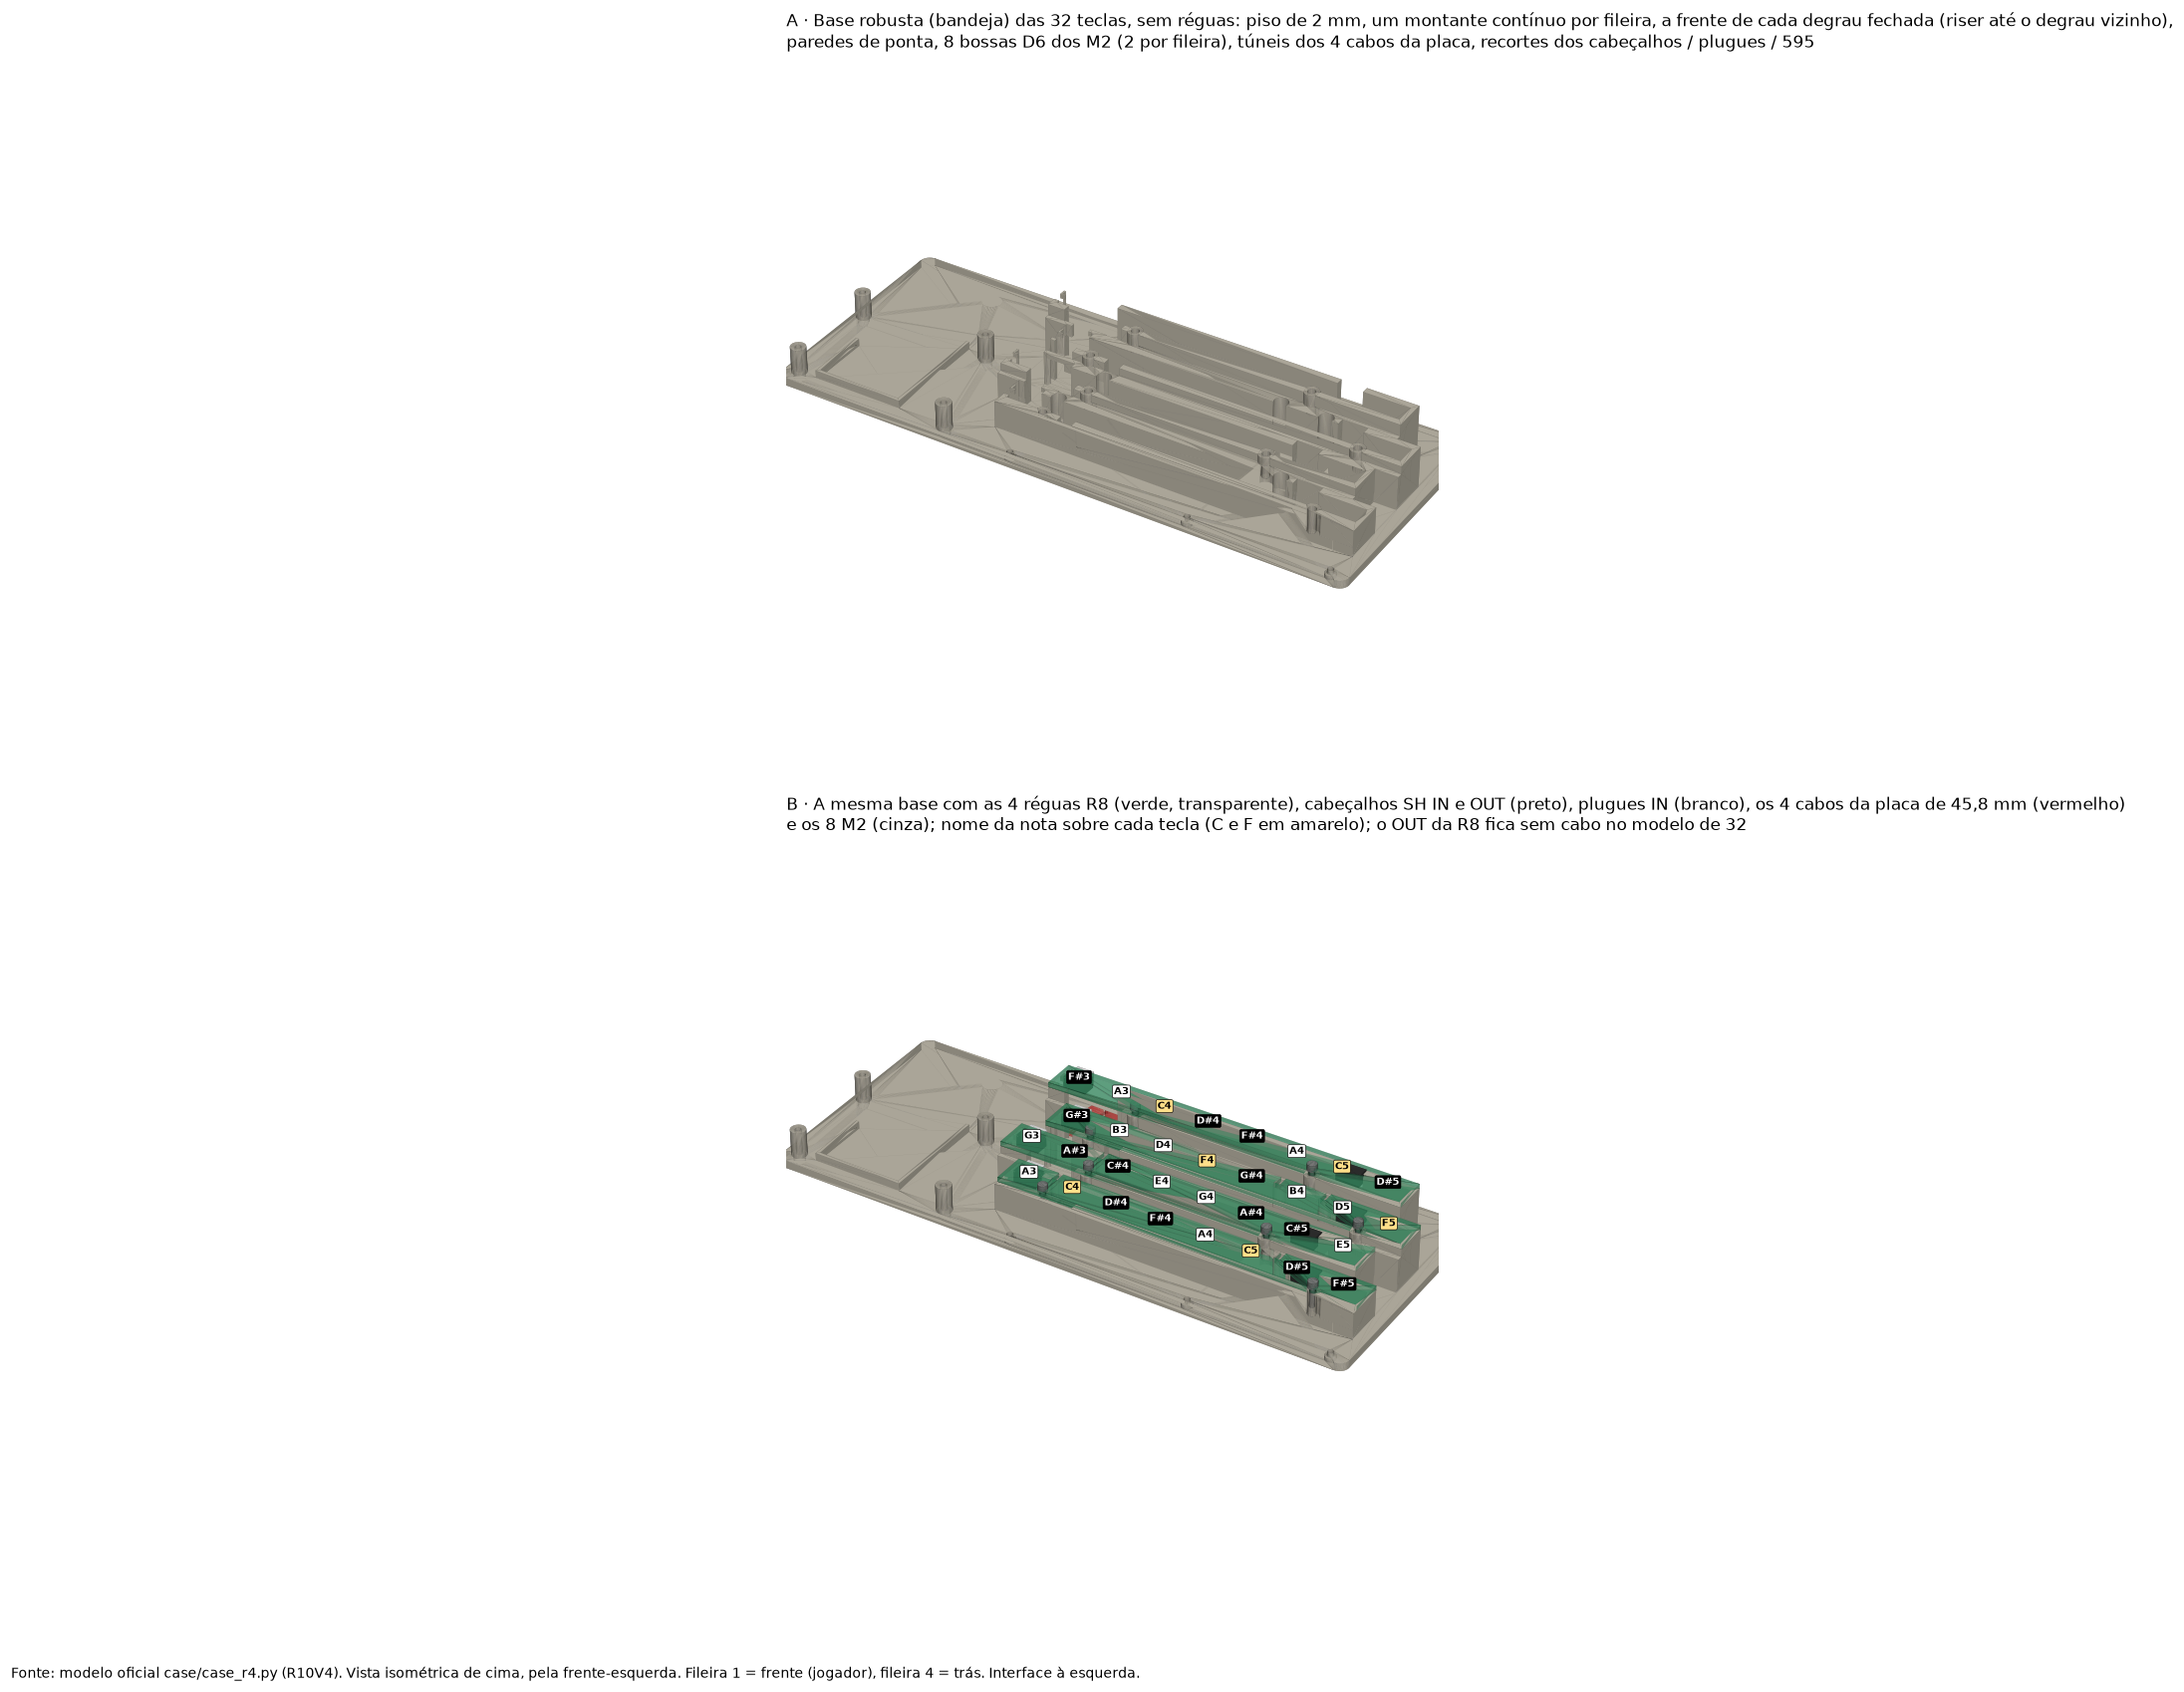 A · Base robusta (bandeja) das 32 teclas, sem réguas: piso de 2 mm, um montante contínuo por fileira, a frente de cada degrau fechada (riser até o degrau vizinho),
paredes de ponta, 8 bossas D6 dos M2 (2 por fileira), túneis dos 4 cabos da placa, recortes dos cabeçalhos / plugues / 595
B · A mesma base com as 4 réguas R8 (verde, transparente), cabeçalhos SH IN e OUT (preto), plugues IN (branco), os 4 cabos da placa de 45,8 mm (vermelho)
e os 8 M2 (cinza); nome da nota sobre cada tecla (C e F em amarelo); o OUT da R8 fica sem cabo no modelo de 32
F#3 A3 C4 D#4 F#4 A4 C5 D#5
G#3 B3 D4 F4 G#4 B4 D5 F5
G3 A#3 C#4 E4 G4 A#4 C#5 E5
A3 C4 D#4 F#4 A4 C5 D#5 F#5
Fonte: modelo oficial case/case_r4.py (R10V4). Vista isométrica de cima, pela frente-esquerda. Fileira 1 = frente (jogador), fileira 4 = trás. Interface à esquerda.